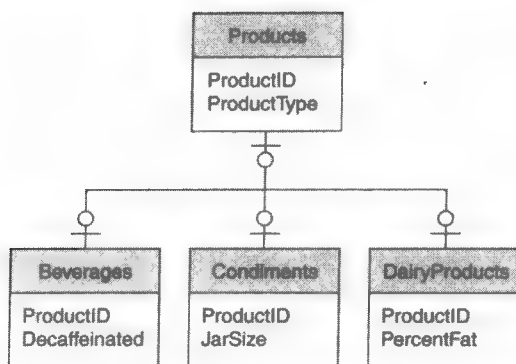 Products
ProductID
ProductType
Beverages
ProductID
Decaffeinated
Condiments
ProductID
JarSize
DairyProducts
ProductID
PercentFat